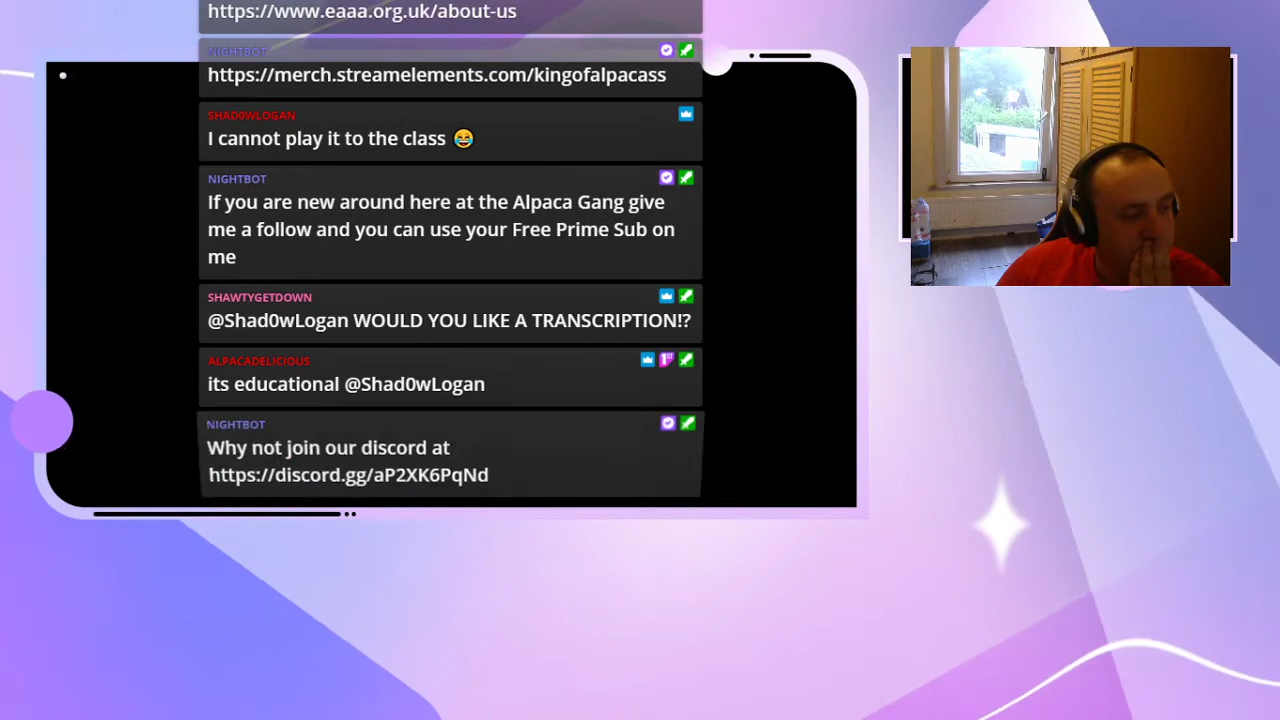 https://www.eaaa.org.uk/about-us
NIGHTBOT
https://merch.streamelements.com/kingofalpacass
SHAD0WLOGAN
I cannot play it to the class 😂
NIGHTBOT
If you are new around here at the Alpaca Gang give
me a follow and you can use your Free Prime Sub on
me
SHAWTYGETDOWN
@Shad0wLogan WOULD YOU LIKE A TRANSCRIPTION!?
ALPACADELICIOUS
its educational @Shad0wLogan
NIGHTBOT
Why not join our discord at
https://discord.gg/aP2XK6PqNd